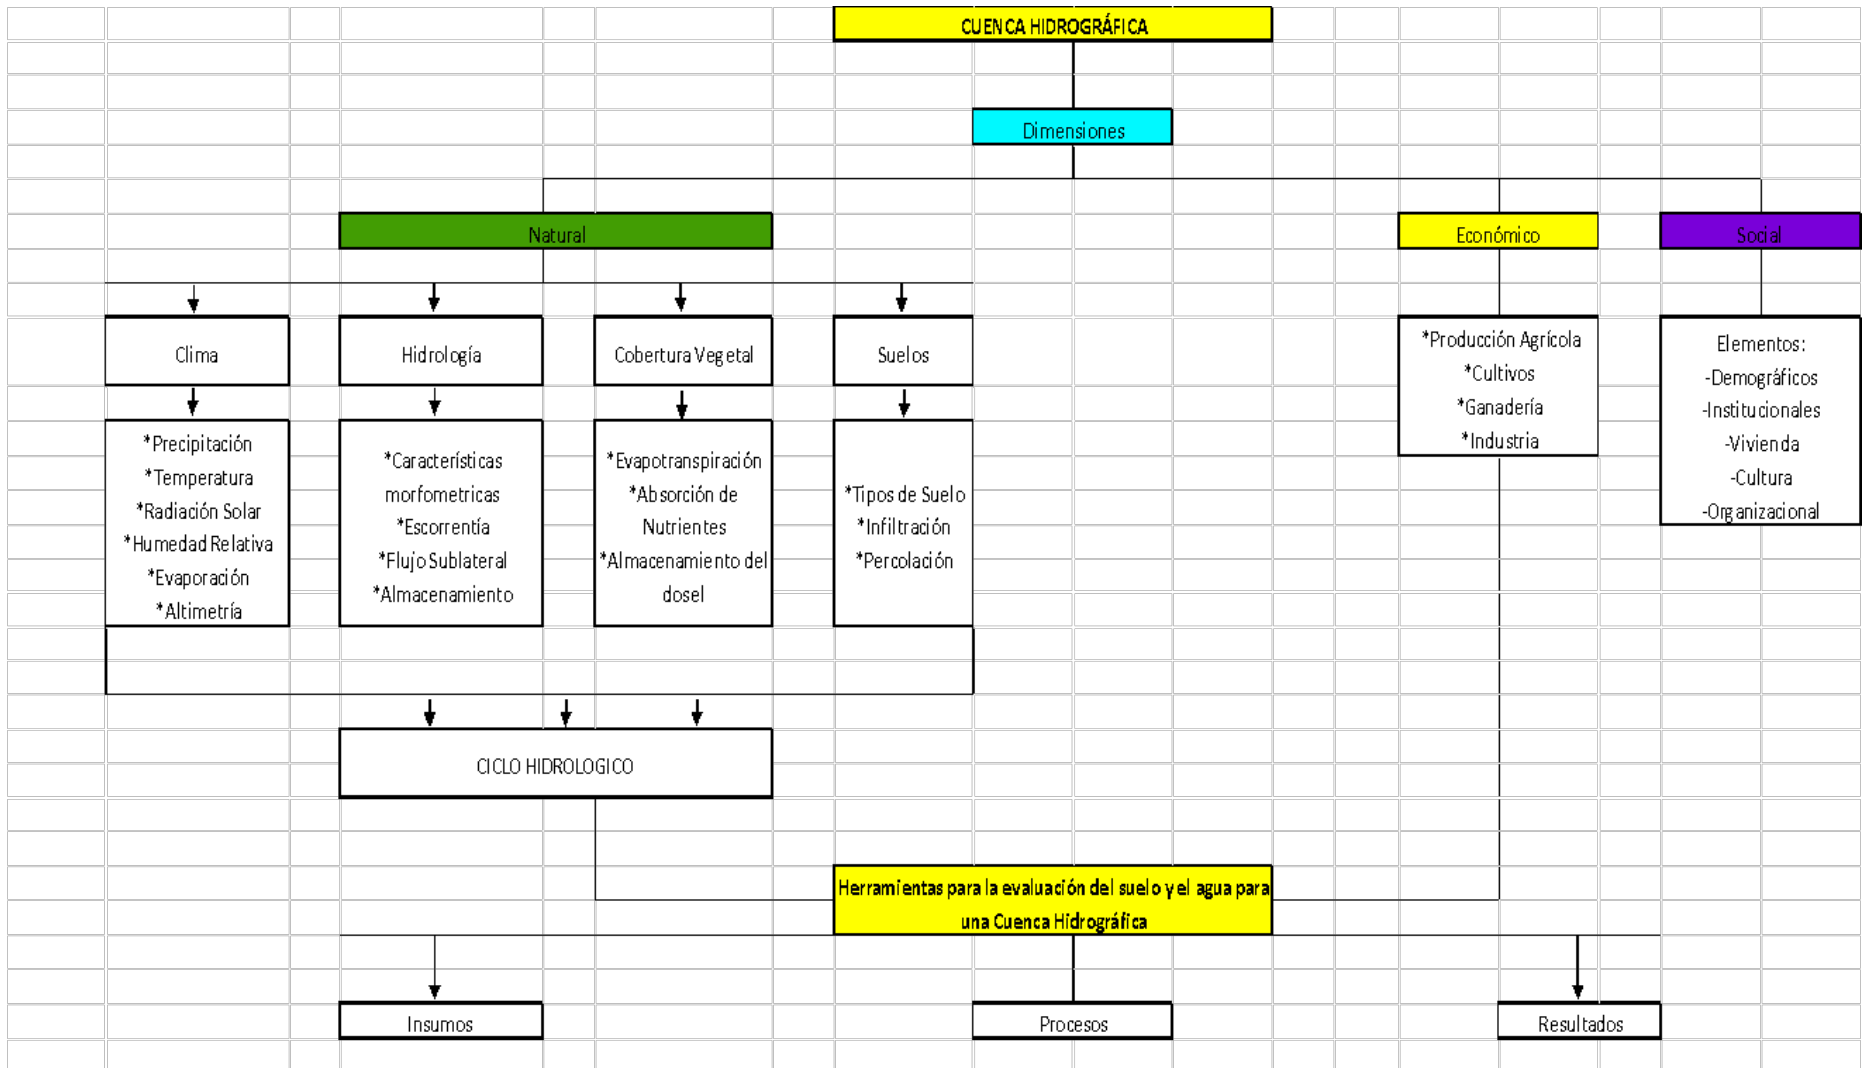 CUENCA HIDROGRÁFICA
Dimensiones
Natural
Económico
Social
Clima
Hidrología
Cobertura Vegetal
Suelos
*Producción Agrícola
*Cultivos
*Ganadería
*Industria
Elementos:
-Demográficos
-Institucionales
-Vivienda
-Cultura
-Organizacional
*Precipitación
*Temperatura
*Radiación Solar
*Humedad Relativa
*Evaporación
*Altimetría
*Característícas
morfometricas
*Escorrentía
*Flujo Sublateral
*Almacenamiento
*Evapotranspiración
*Absorción de
Nutrientes
*Almacenamiento del
dosel
*Tipos de Suelo
*Infiltración
*Percolación
CICLO HIDROLOGICO
Herramientas para la evaluación del suelo y el agua para
una Cuenca Hidrográfica
Insumos
Procesos
Resultados